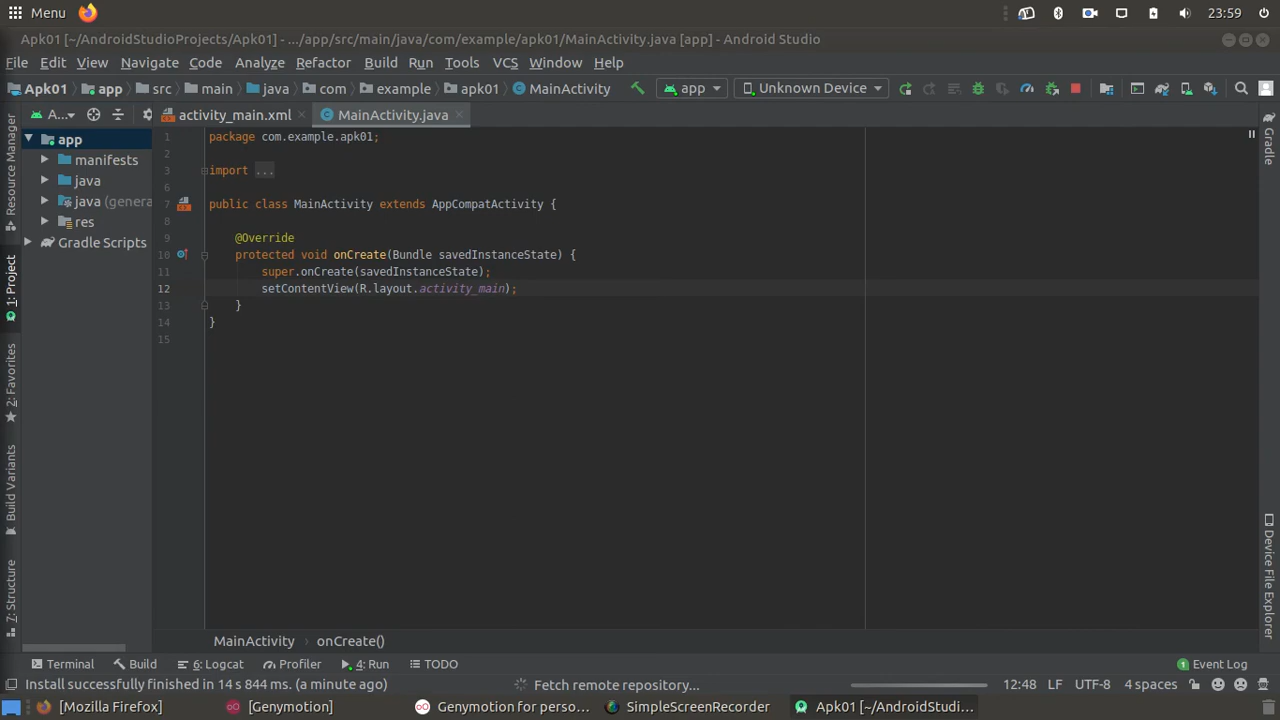 Menu 23:59
Apk01 [~/AndroidStudioProjects/Apk01] - .../app/src/main/java/com/example/apk01/MainActivity.java [app] - Android Studio
File Edit View Navigate Code Analyze Refactor Build Run Tools VCS Window Help
Apk01 app src main java com example apk01 MainActivity app Unknown Device
A... activity_main.xml MainActivity.java
Resource Manager
1: Project
2: Favorites
Build Variants
7: Structure
app
manifests
java
java (genera
res
Gradle Scripts
1 package com.example.apk01;
2
3 import ...
6
7 public class MainActivity extends AppCompatActivity {
8
9 @Override
10 protected void onCreate(Bundle savedInstanceState) {
11 super.onCreate(savedInstanceState);
12 setContentView(R.layout.activity_main);
13 }
14 }
15
Gradle
Device File Explorer
MainActivity › onCreate()
Terminal Build 6: Logcat Profiler 4: Run TODO 1 Event Log
Install successfully finished in 14 s 844 ms. (a minute ago) Fetch remote repository... 12:48 LF UTF-8 4 spaces
[Mozilla Firefox] [Genymotion] Genymotion for perso... SimpleScreenRecorder Apk01 [~/AndroidStudi...